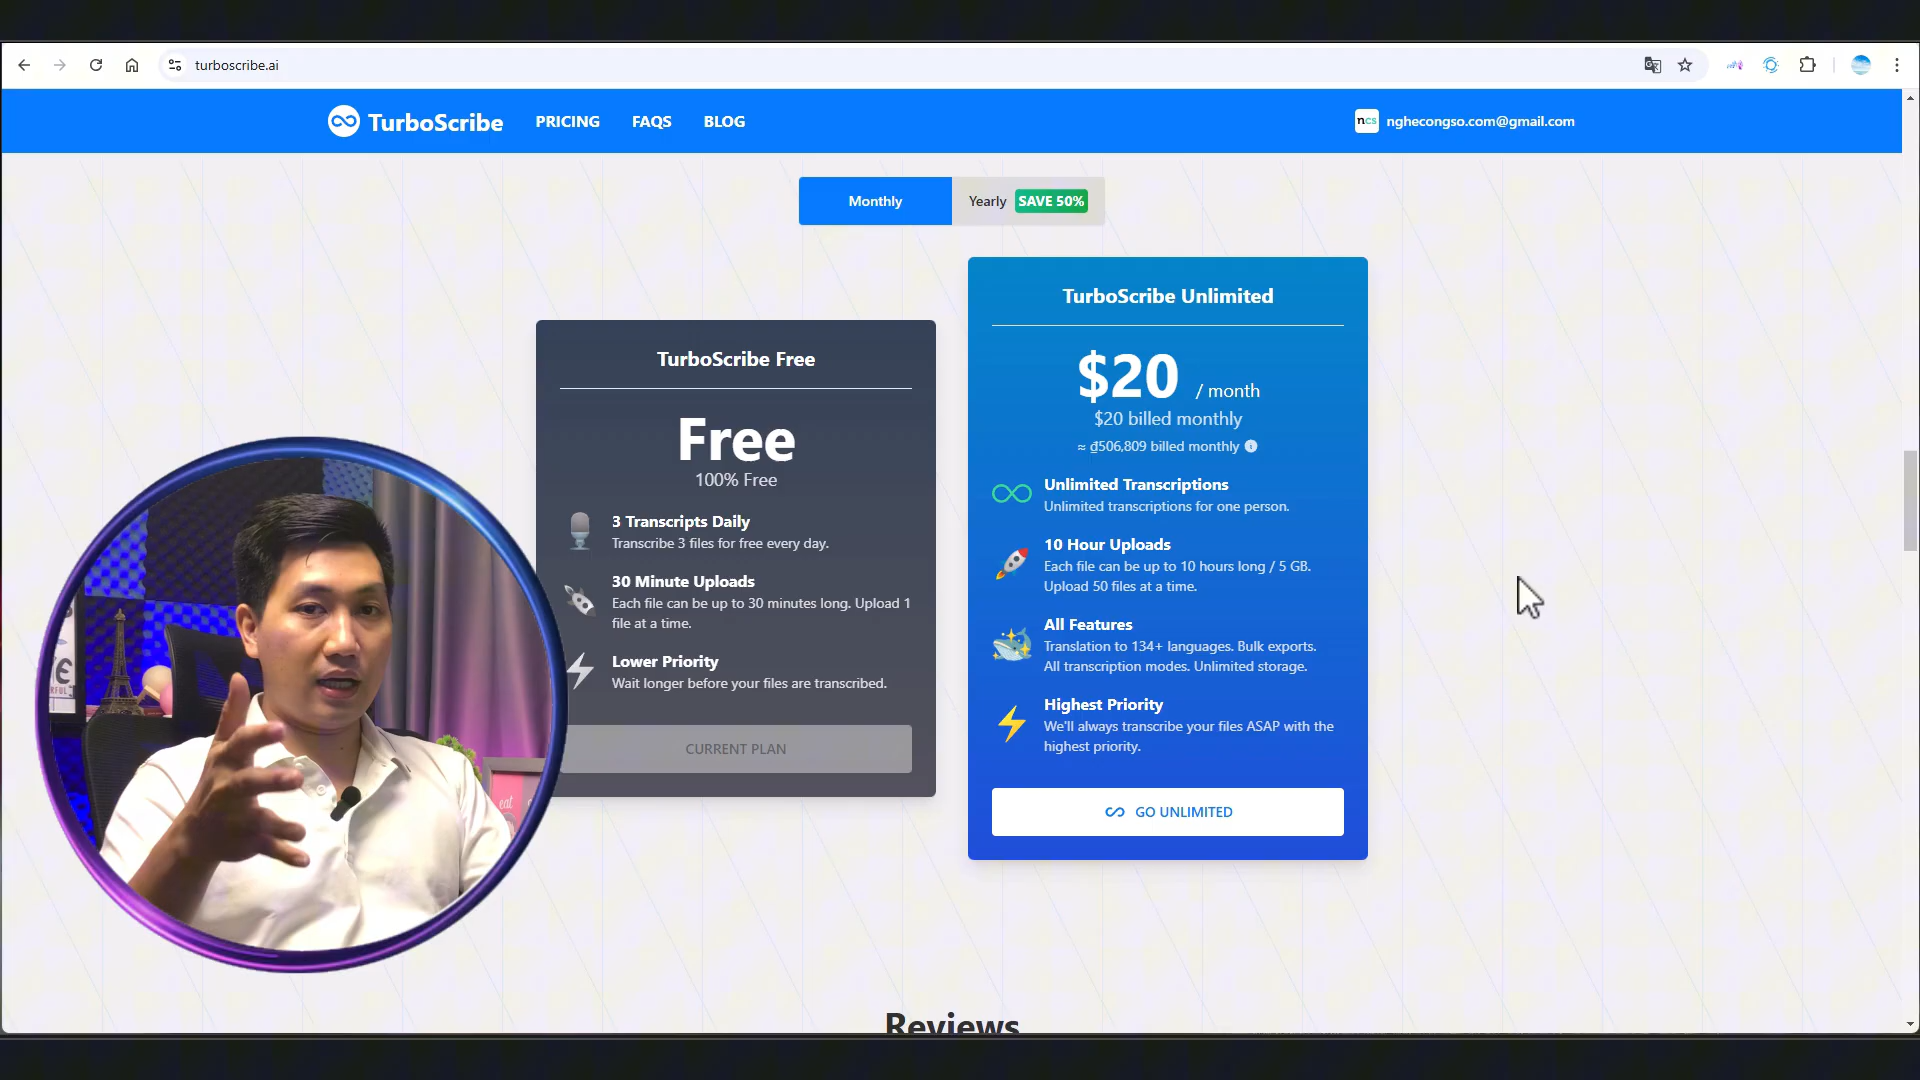 turboscribe.ai
TurboScribe
PRICING
FAQS
BLOG
ncs
nghecongso.com@gmail.com
Monthly
Yearly SAVE 50%
TurboScribe Free
Free
100% Free
3 Transcripts Daily
Transcribe 3 files for free every day.
30 Minute Uploads
Each file can be up to 30 minutes long. Upload 1
file at a time.
Lower Priority
Wait longer before your files are transcribed.
CURRENT PLAN
TurboScribe Unlimited
$20 / month
$20 billed monthly
≈ ₫506,809 billed monthly
Unlimited Transcriptions
Unlimited transcriptions for one person.
10 Hour Uploads
Each file can be up to 10 hours long / 5 GB.
Upload 50 files at a time.
All Features
Translation to 134+ languages. Bulk exports.
All transcription modes. Unlimited storage.
Highest Priority
We'll always transcribe your files ASAP with the
highest priority.
GO UNLIMITED
eat
Reviews